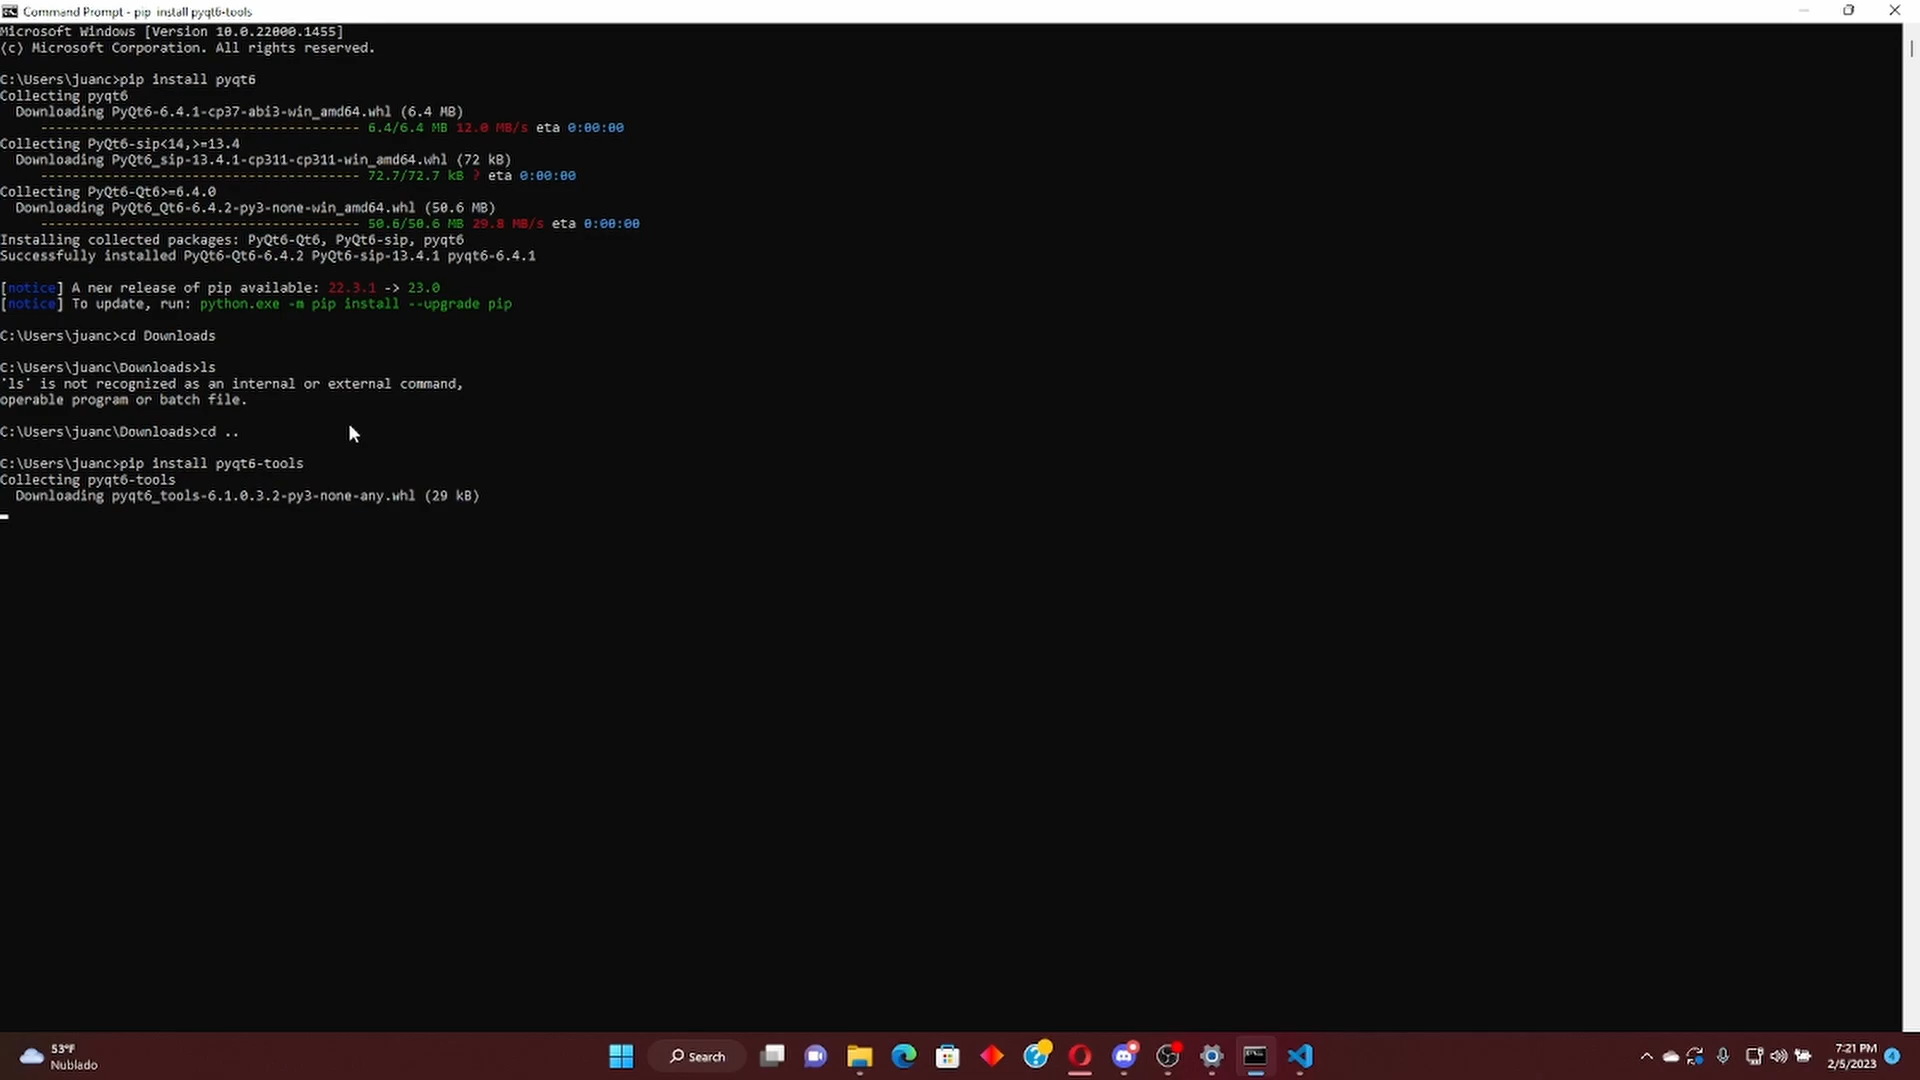 Command Prompt - pip install pyqt6-tools
Microsoft Windows [Version 10.0.22000.1455]
(c) Microsoft Corporation. All rights reserved.
C:\Users\juanc>pip install pyqt6
Collecting pyqt6
Downloading PyQt6-6.4.1-cp37-abi3-win_amd64.whl (6.4 MB)
---------------------------------------- 6.4/6.4 MB 12.0 MB/s eta 0:00:00
Collecting PyQt6-sip<14,>=13.4
Downloading PyQt6_sip-13.4.1-cp311-cp311-win_amd64.whl (72 kB)
---------------------------------------- 72.7/72.7 kB ? eta 0:00:00
Collecting PyQt6-Qt6>=6.4.0
Downloading PyQt6_Qt6-6.4.2-py3-none-win_amd64.whl (50.6 MB)
---------------------------------------- 50.6/50.6 MB 29.8 MB/s eta 0:00:00
Installing collected packages: PyQt6-Qt6, PyQt6-sip, pyqt6
Successfully installed PyQt6-Qt6-6.4.2 PyQt6-sip-13.4.1 pyqt6-6.4.1
[notice] A new release of pip available: 22.3.1 -> 23.0
[notice] To update, run: python.exe -m pip install --upgrade pip
C:\Users\juanc>cd Downloads
C:\Users\juanc\Downloads>ls
'ls' is not recognized as an internal or external command,
operable program or batch file.
C:\Users\juanc\Downloads>cd ..
C:\Users\juanc>pip install pyqt6-tools
Collecting pyqt6-tools
Downloading pyqt6_tools-6.1.0.3.2-py3-none-any.whl (29 kB)
53°F
Nublado
Search
7:21 PM
2/5/2023
4